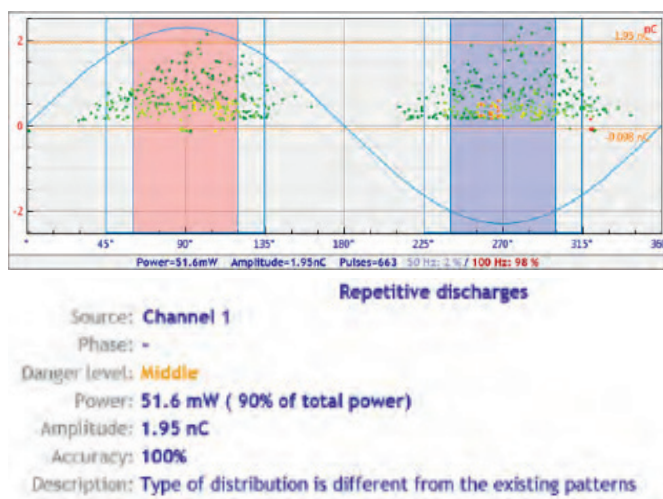 pC
2
1.95 nC
0
-0.098 nC
-2
45° 90° 135° 180° 225° 270° 315° 360
Power=51.6mW Amplitude=1.95nC Pulses=663 50 Hz: 2 % / 100 Hz: 98 %
Repetitive discharges
Source: Channel 1
Phase: -
Danger level: Middle
Power: 51.6 mW ( 90% of total power)
Amplitude: 1.95 nC
Accuracy: 100%
Description: Type of distribution is different from the existing patterns